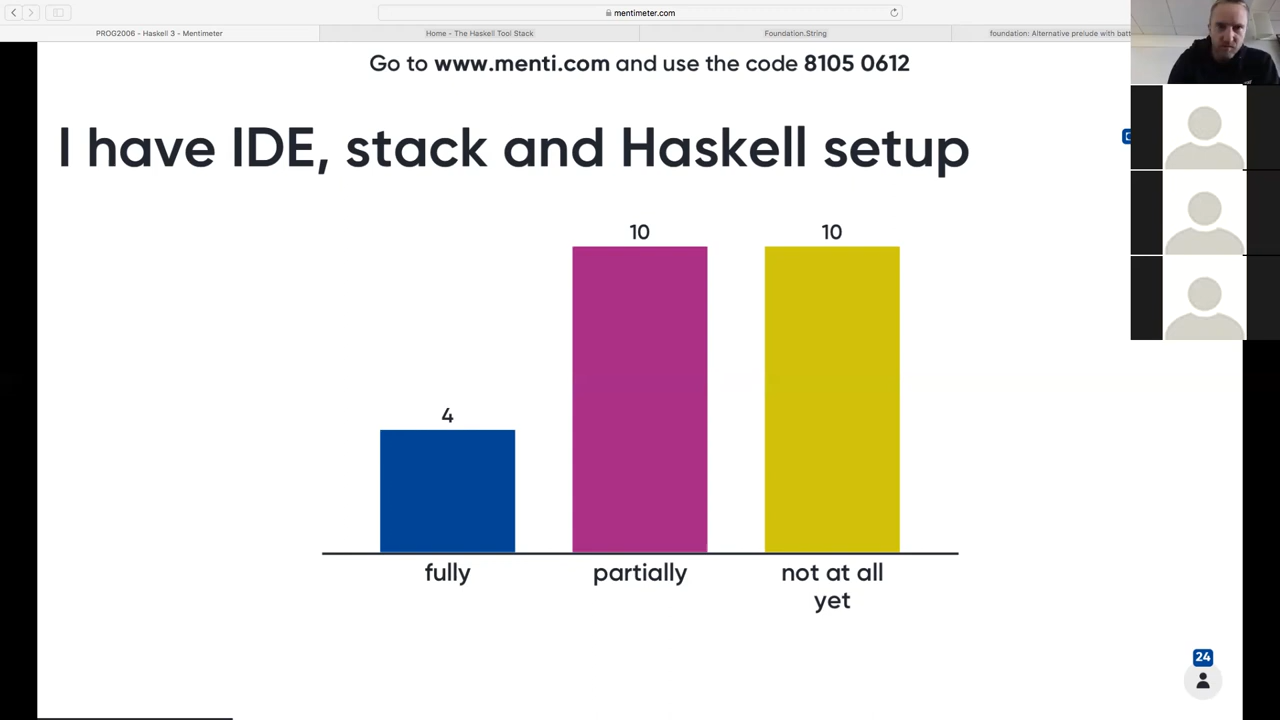 mentimeter.com
PROG2006 - Haskell 3 - Mentimeter
Home - The Haskell Tool Stack
Foundation.String
foundation: Alternative prelude with batt
Go to www.menti.com and use the code 8105 0612
I have IDE, stack and Haskell setup
10
10
4
fully
partially
not at all
yet
24